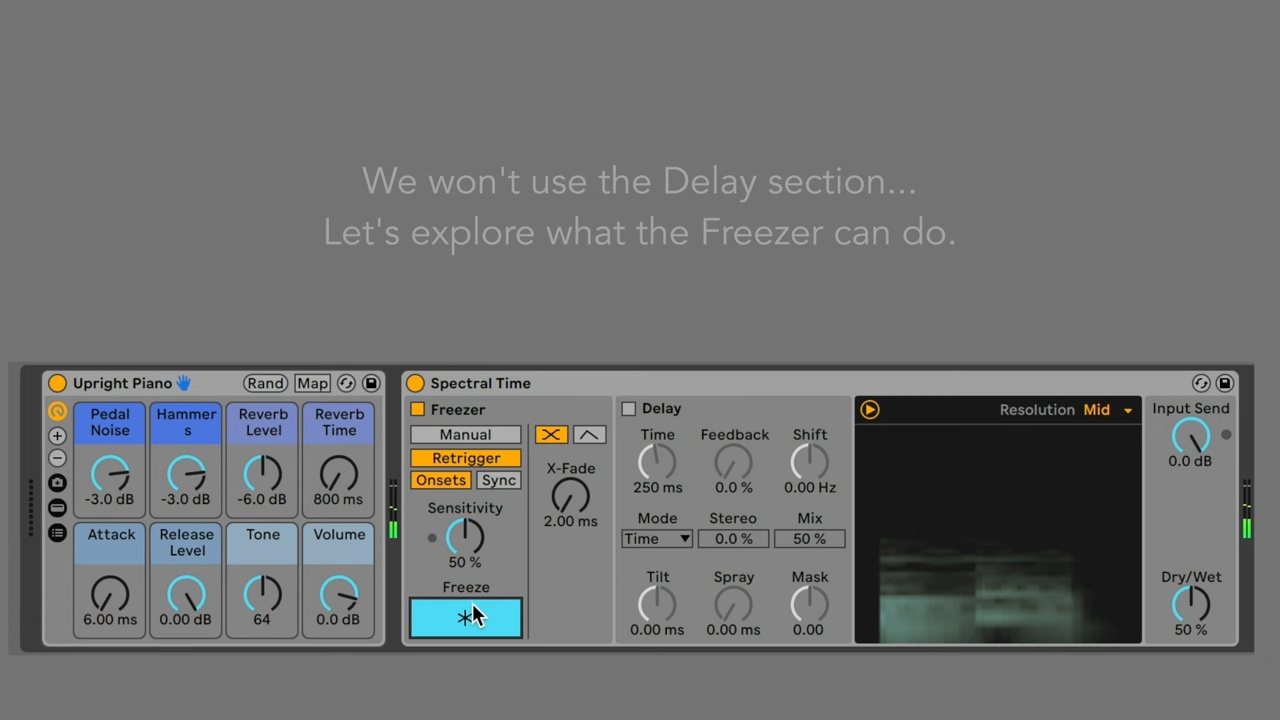 We won't use the Delay section...
Let's explore what the Freezer can do.
Upright Piano Rand Map
Pedal Noise Hammers Reverb Level Reverb Time
-3.0 dB -3.0 dB -6.0 dB 800 ms
Attack Release Level Tone Volume
6.00 ms 0.00 dB 64 0.0 dB
Spectral Time
Freezer
Manual
Retrigger
Onsets Sync
Sensitivity
50 %
Freeze
X-Fade
2.00 ms
Delay
Time Feedback Shift
250 ms 0.0 % 0.00 Hz
Mode Stereo Mix
Time 0.0 % 50 %
Tilt Spray Mask
0.00 ms 0.00 ms 0.00
Resolution Mid
Input Send
0.0 dB
Dry/Wet
50 %